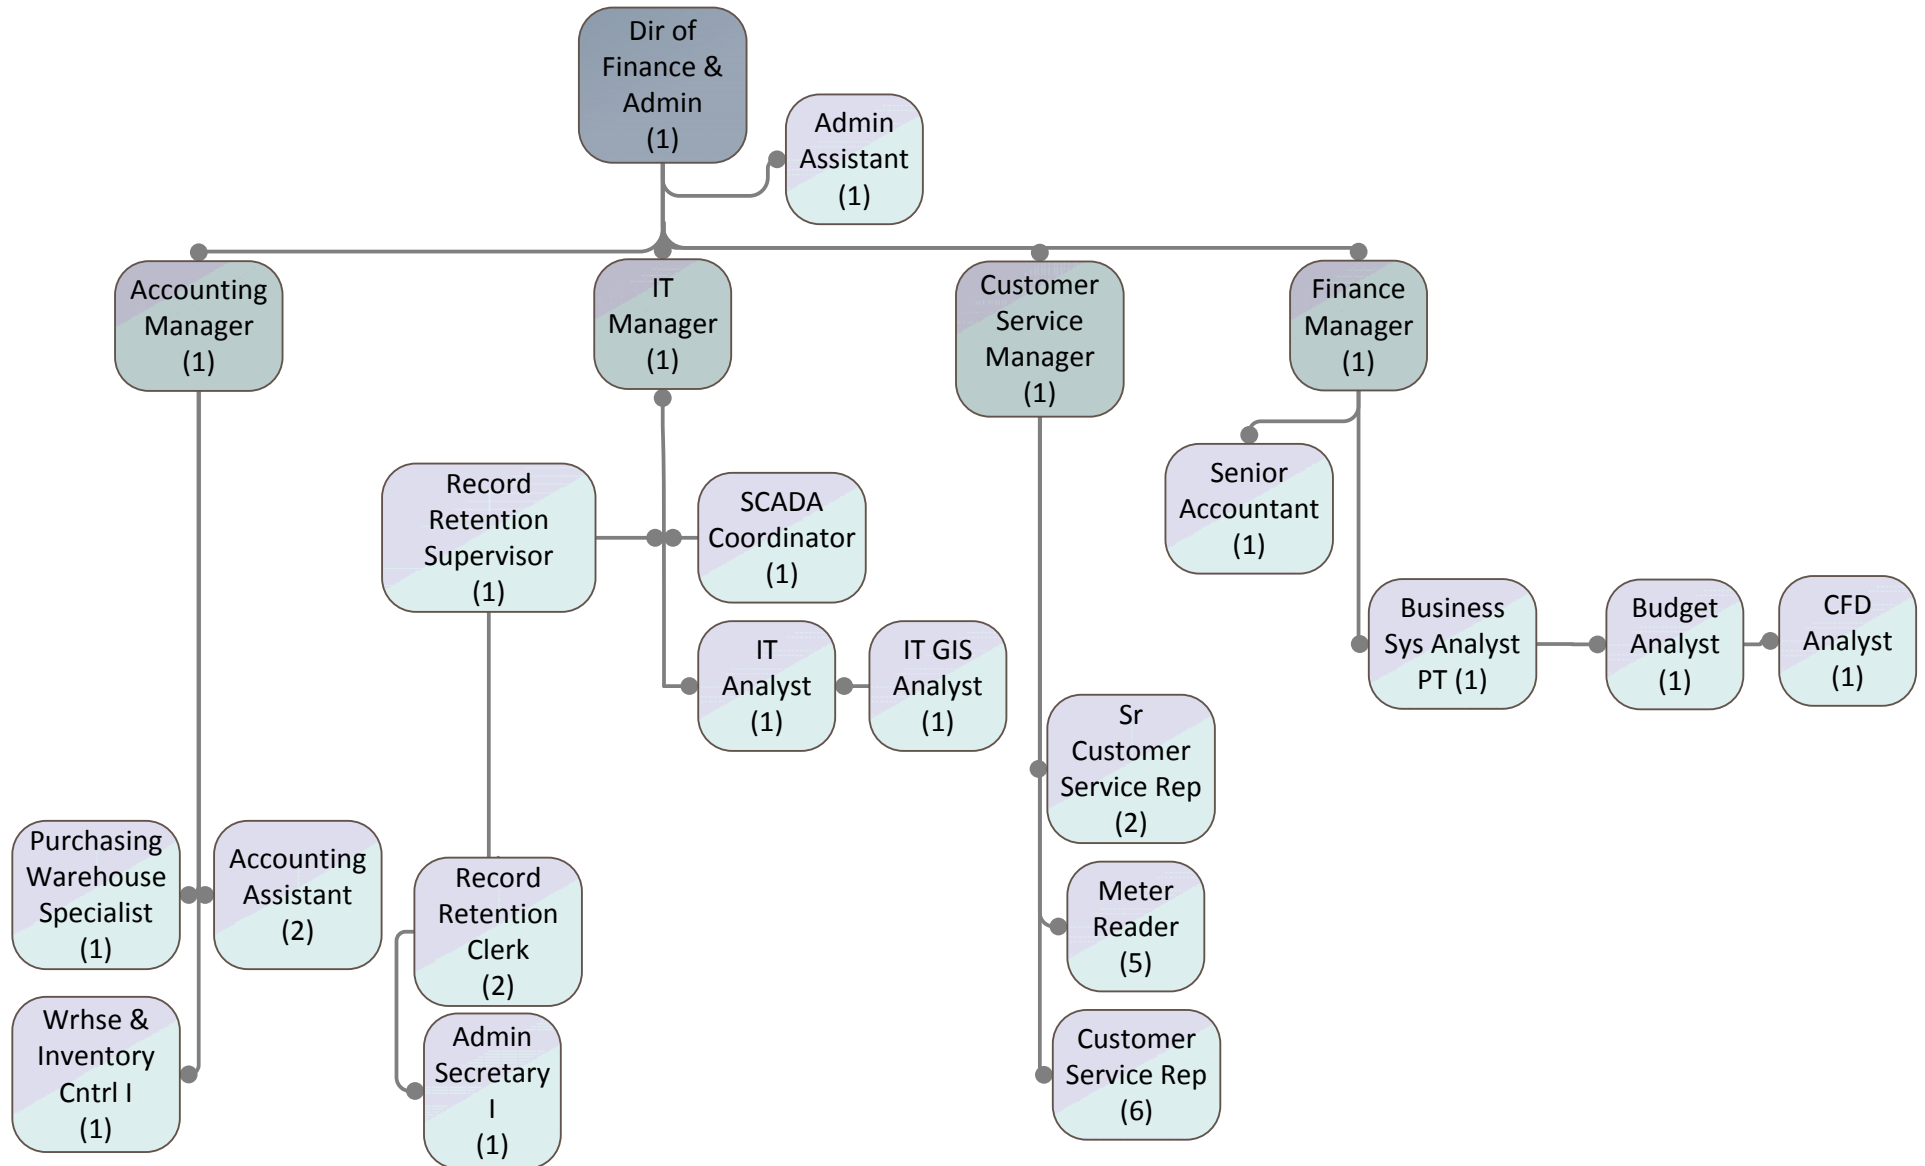 Dir of
Finance &
Admin
(1)
Admin
Assistant
(1)
Accounting
Manager
(1)
IT
Manager
(1)
Customer
Service
Manager
(1)
Finance
Manager
(1)
Record
Retention
Supervisor
(1)
SCADA
Coordinator
(1)
Senior
Accountant
(1)
IT
Analyst
(1)
IT GIS
Analyst
(1)
Business
Sys Analyst
PT (1)
Budget
Analyst
(1)
CFD
Analyst
(1)
Sr
Customer
Service Rep
(2)
Purchasing
Warehouse
Specialist
(1)
Accounting
Assistant
(2)
Record
Retention
Clerk
(2)
Meter
Reader
(5)
Wrhse &
Inventory
Cntrl I
(1)
Admin
Secretary
I
(1)
Customer
Service Rep
(6)